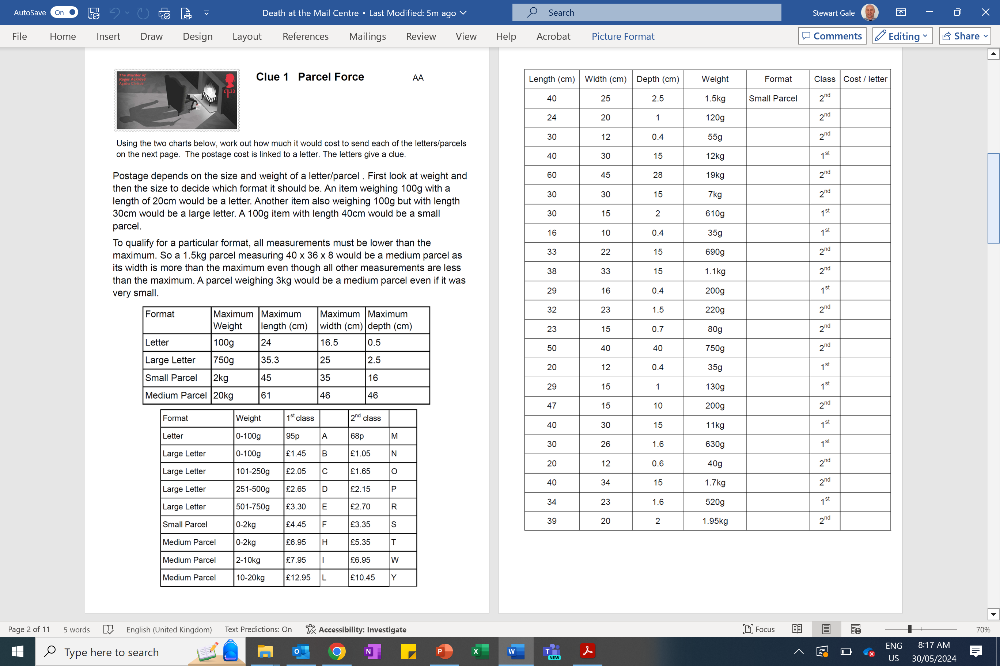 AutoSave On Death at the Mail Centre • Last Modified: 5m ago Search Stewart Gale
File Home Insert Draw Design Layout References Mailings Review View Help Acrobat Picture Format Comments Editing Share
The Murder of
Roger Ackroyd
Agatha Christie
£1.33
Clue 1 Parcel Force AA
Using the two charts below, work out how much it would cost to send each of the letters/parcels
on the next page. The postage cost is linked to a letter. The letters give a clue.
Postage depends on the size and weight of a letter/parcel . First look at weight and
then the size to decide which format it should be. An item weighing 100g with a
length of 20cm would be a letter. Another item also weighing 100g but with length
30cm would be a large letter. A 100g item with length 40cm would be a small
parcel.
To qualify for a particular format, all measurements must be lower than the
maximum. So a 1.5kg parcel measuring 40 x 36 x 8 would be a medium parcel as
its width is more than the maximum even though all other measurements are less
than the maximum. A parcel weighing 3kg would be a medium parcel even if it was
very small.
Format Maximum Maximum Maximum Maximum
Weight length (cm) width (cm) depth (cm)
Letter 100g 24 16.5 0.5
Large Letter 750g 35.3 25 2.5
Small Parcel 2kg 45 35 16
Medium Parcel 20kg 61 46 46
Format Weight 1st class 2nd class
Letter 0-100g 95p A 68p M
Large Letter 0-100g £1.45 B £1.05 N
Large Letter 101-250g £2.05 C £1.65 O
Large Letter 251-500g £2.65 D £2.15 P
Large Letter 501-750g £3.30 E £2.70 R
Small Parcel 0-2kg £4.45 F £3.35 S
Medium Parcel 0-2kg £6.95 H £5.35 T
Medium Parcel 2-10kg £7.95 I £6.95 W
Medium Parcel 10-20kg £12.95 L £10.45 Y
Length (cm) Width (cm) Depth (cm) Weight Format Class Cost / letter
40 25 2.5 1.5kg Small Parcel 2nd
24 20 1 120g 2nd
30 12 0.4 55g 2nd
40 30 15 12kg 1st
60 45 28 19kg 2nd
30 30 15 7kg 2nd
30 15 2 610g 1st
16 10 0.4 35g 1st
33 22 15 690g 2nd
38 33 15 1.1kg 2nd
29 16 0.4 200g 1st
32 23 1.5 220g 2nd
23 15 0.7 80g 2nd
50 40 40 750g 2nd
20 12 0.4 35g 1st
29 15 1 130g 1st
47 15 10 200g 2nd
40 30 15 11kg 1st
30 26 1.6 630g 1st
20 12 0.6 40g 2nd
40 34 15 1.7kg 2nd
34 23 1.6 520g 1st
39 20 2 1.95kg 2nd
Page 2 of 11 5 words English (United Kingdom) Text Predictions: On Accessibility: Investigate Focus 70%
Type here to search NEW ENG 8:17 AM
US 30/05/2024